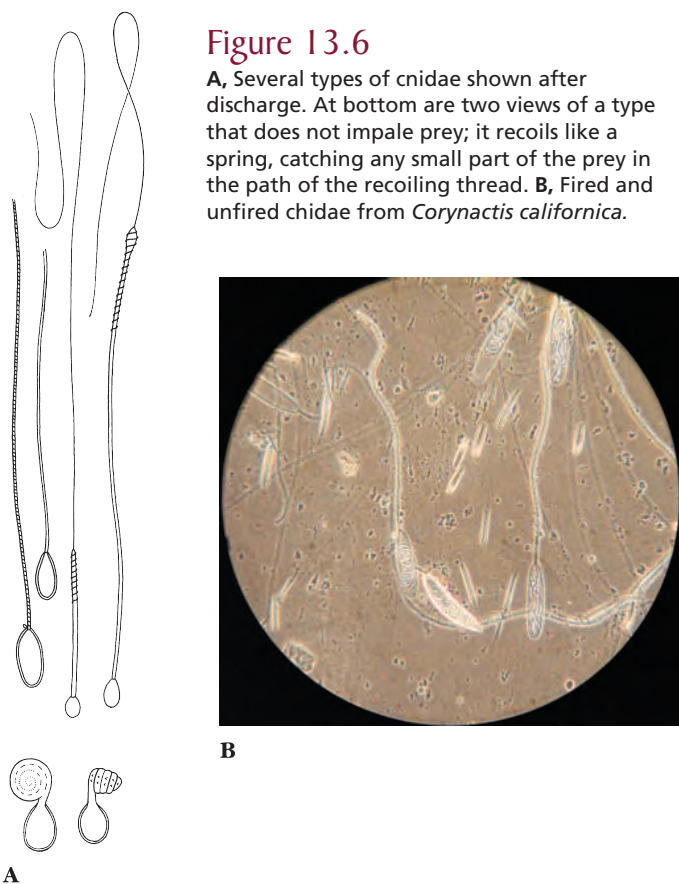 Figure 13.6
A, Several types of cnidae shown after
discharge. At bottom are two views of a type
that does not impale prey; it recoils like a
spring, catching any small part of the prey in
the path of the recoiling thread. B, Fired and
unfired chidae from Corynactis californica.
B
A